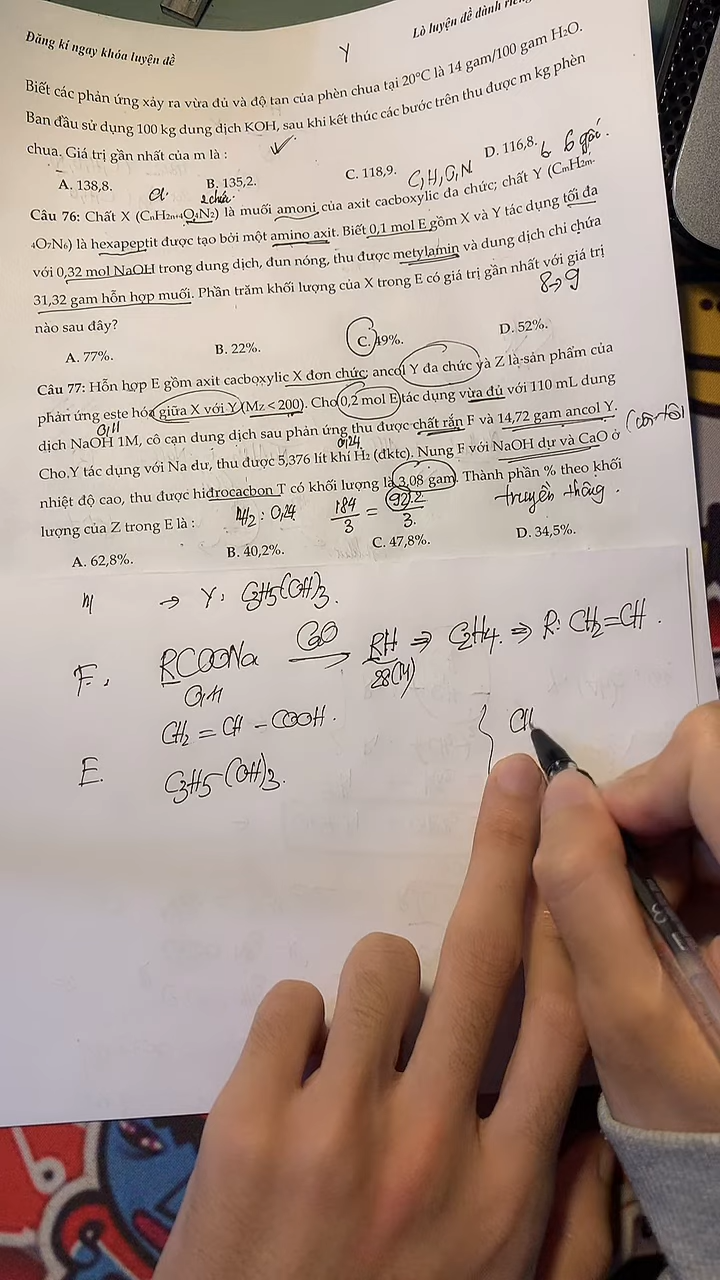 Đăng kí ngay khóa luyện đề
Lò luyện đề dành riêng
Y
Biết các phản ứng xảy ra vừa đủ và độ tan của phèn chua tại 20°C là 14 gam/100 gam H₂O.
Ban đầu sử dụng 100 kg dung dịch KOH, sau khi kết thúc các bước trên thu được m kg phèn
chua. Giá trị gần nhất của m là :
A. 138,8. B. 135,2. C. 118,9. D. 116,8.
a. 2 chức. C,H,O,N 6 6 gốc.
Câu 76: Chất X (CₙH₂ₙ₊₄O₄N₂) là muối amoni của axit cacboxylic đa chức; chất Y (CₘH₂ₘ₋
₄O₇N₆) là hexapeptit được tạo bởi một amino axit. Biết 0,1 mol E gồm X và Y tác dụng tối đa
với 0,32 mol NaOH trong dung dịch, đun nóng, thu được metylamin và dung dịch chỉ chứa
31,32 gam hỗn hợp muối. Phần trăm khối lượng của X trong E có giá trị gần nhất với giá trị
nào sau đây?
8→9
A. 77%. B. 22%. C. 49%. D. 52%.
Câu 77: Hỗn hợp E gồm axit cacboxylic X đơn chức; ancol Y đa chức và Z là sản phẩm của
phản ứng este hóa giữa X với Y (M_Z < 200). Cho 0,2 mol E tác dụng vừa đủ với 110 mL dung
0,11
dịch NaOH 1M, cô cạn dung dịch sau phản ứng thu được chất rắn F và 14,72 gam ancol Y.
0,24
Cho Y tác dụng với Na dư, thu được 5,376 lít khí H₂ (đktc). Nung F với NaOH dư và CaO ở
nhiệt độ cao, thu được hiđrocacbon T có khối lượng là 3,08 gam. Thành phần % theo khối
lượng của Z trong E là :
: 0,24 184/3 = 92.2/3. truyền thống.
A. 62,8%. B. 40,2%. C. 47,8%. D. 34,5%.
→ Y: C₃H₅(OH)₃.
F, RCOONa CaO → RH ⇒ C₂H₄. ⇒ R: CH₂=CH.
0,11 28(M)
CH₂ = CH – COOH.
E. C₃H₅-(OH)₃.
{ CH